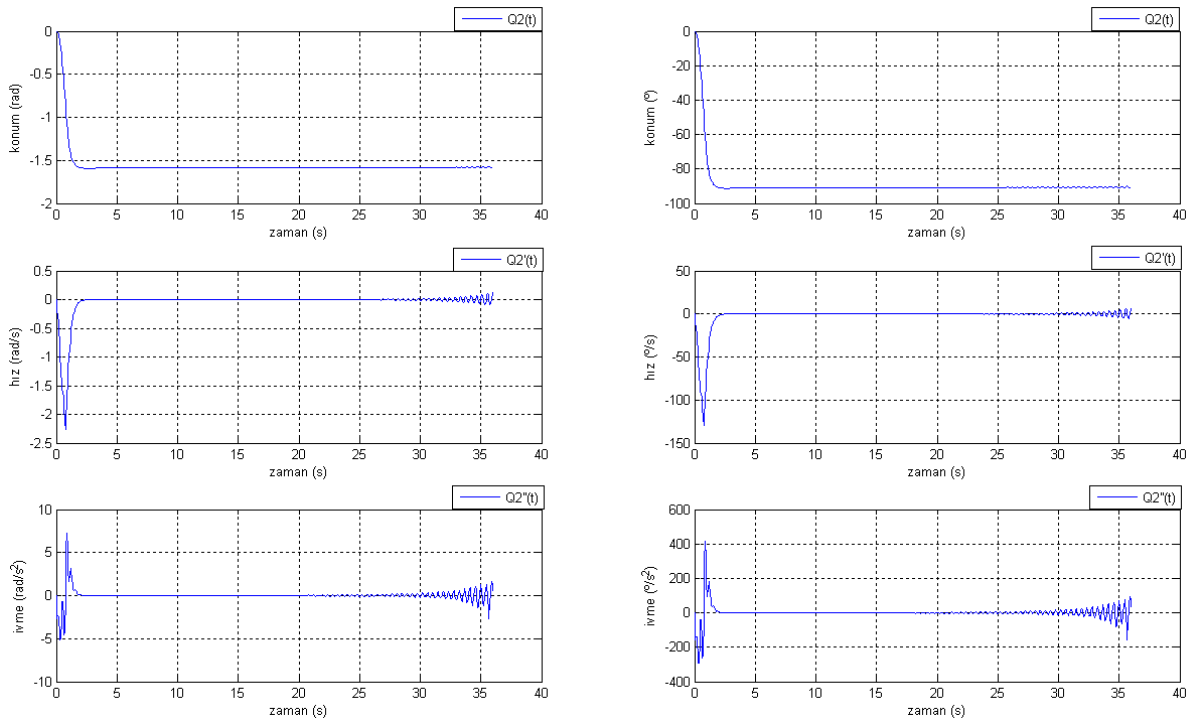 Q2(t)
0
-0.5
-1
-1.5
-2
konum (rad)
0 5 10 15 20 25 30 35 40
zaman (s)
Q2(t)
0
-20
-40
-60
-80
-100
konum (º)
0 5 10 15 20 25 30 35 40
zaman (s)
Q2'(t)
0.5
0
-0.5
-1
-1.5
-2
-2.5
hız (rad/s)
0 5 10 15 20 25 30 35 40
zaman (s)
Q2'(t)
50
0
-50
-100
-150
hız (º/s)
0 5 10 15 20 25 30 35 40
zaman (s)
Q2''(t)
10
5
0
-5
-10
ivme (rad/s²)
0 5 10 15 20 25 30 35 40
zaman (s)
Q2''(t)
600
400
200
0
-200
-400
ivme (º/s²)
0 5 10 15 20 25 30 35 40
zaman (s)